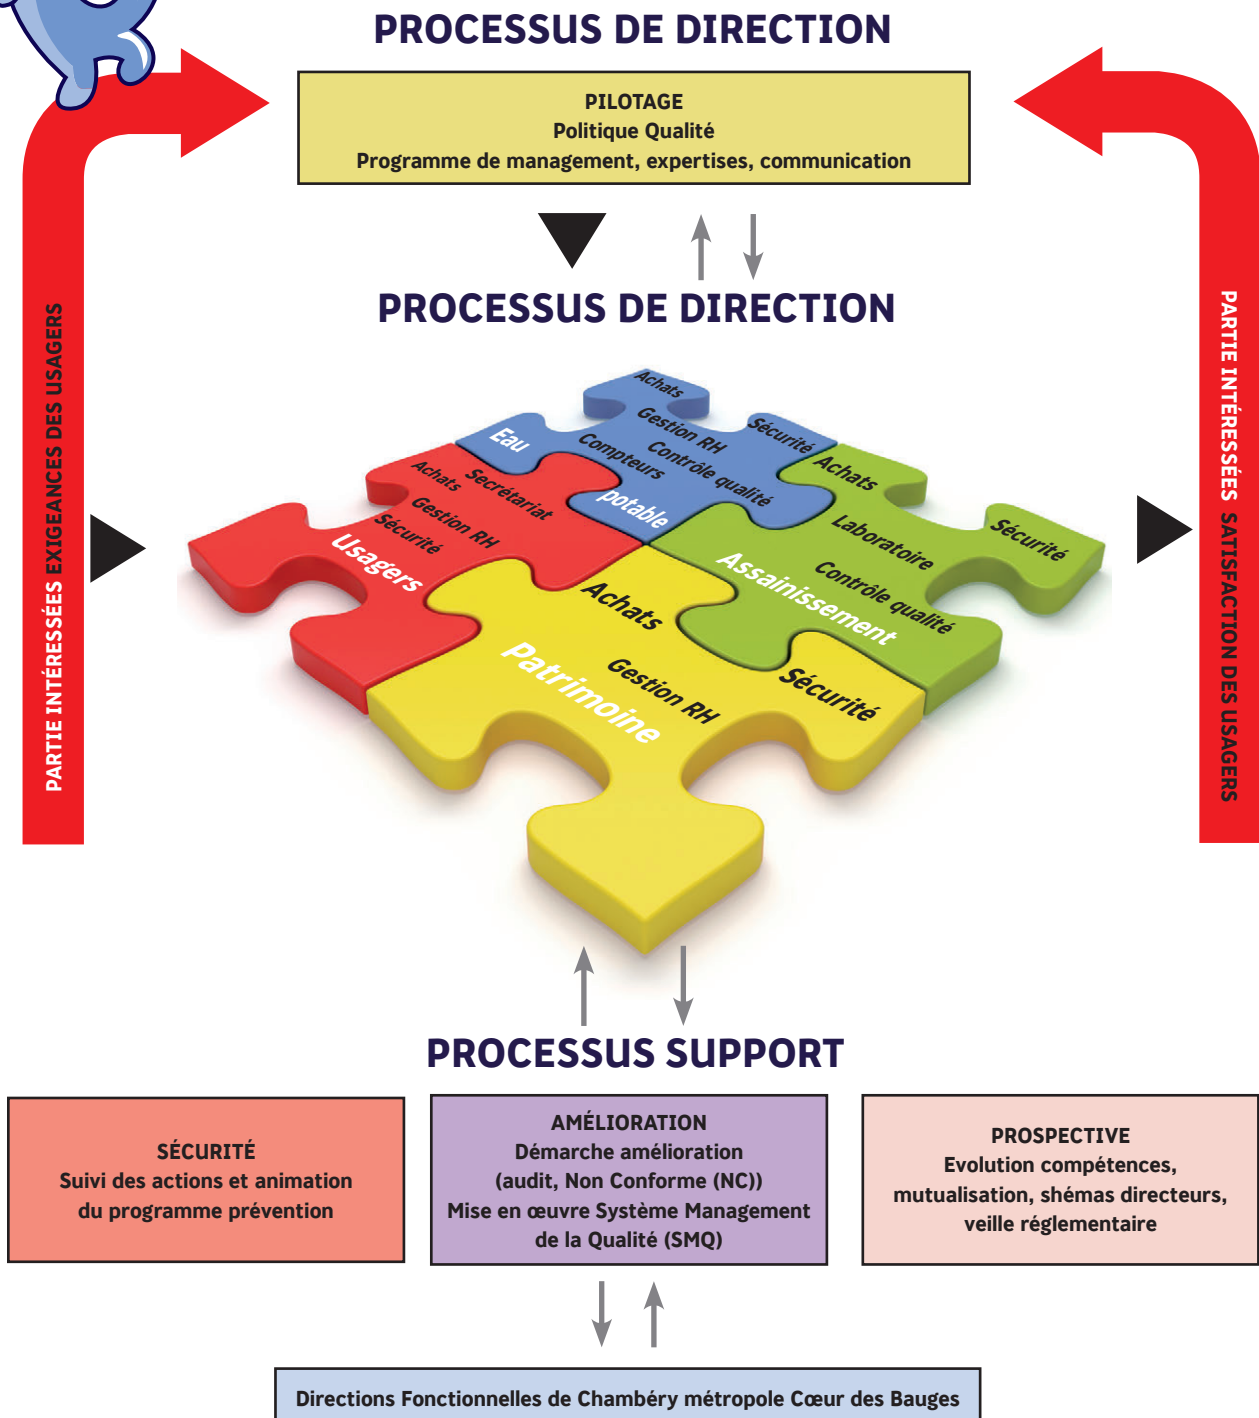 PROCESSUS DE DIRECTION
PILOTAGE
Politique Qualité
Programme de management, expertises, communication
PROCESSUS DE DIRECTION
PARTIE INTÉRESSÉES EXIGEANCES DES USAGERS
PARTIE INTÉRESSÉES SATISFACTION DES USAGERS
Achats
Gestion RH
Sécurité
Eau
Compteurs
Contrôle qualité
potable
Achats
Secrétariat
Gestion RH
Sécurité
Usagers
Achats
Laboratoire
Sécurité
Contrôle qualité
Assainissement
Achats
Gestion RH
Sécurité
Patrimoine
PROCESSUS SUPPORT
SÉCURITÉ
Suivi des actions et animation
du programme prévention
AMÉLIORATION
Démarche amélioration
(audit, Non Conforme (NC))
Mise en œuvre Système Management
de la Qualité (SMQ)
PROSPECTIVE
Evolution compétences,
mutualisation, shémas directeurs,
veille réglementaire
Directions Fonctionnelles de Chambéry métropole Cœur des Bauges